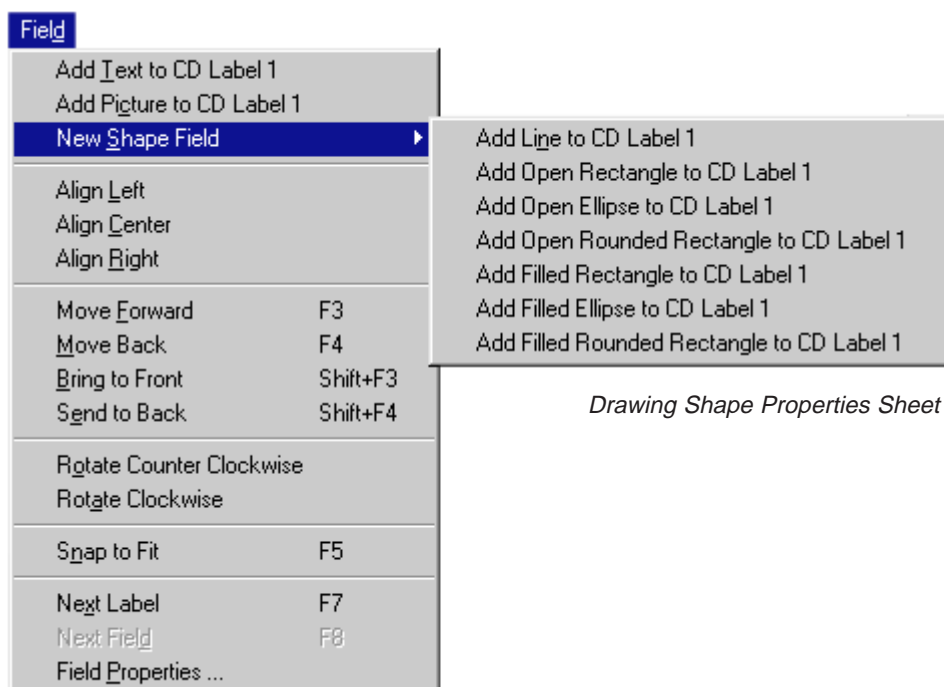 Field
Add Text to CD Label 1
Add Picture to CD Label 1
New Shape Field
Add Line to CD Label 1
Add Open Rectangle to CD Label 1
Add Open Ellipse to CD Label 1
Add Open Rounded Rectangle to CD Label 1
Add Filled Rectangle to CD Label 1
Add Filled Ellipse to CD Label 1
Add Filled Rounded Rectangle to CD Label 1
Align Left
Align Center
Align Right
Move Forward F3
Move Back F4
Bring to Front Shift+F3
Send to Back Shift+F4
Rotate Counter Clockwise
Rotate Clockwise
Snap to Fit F5
Next Label F7
Next Field F8
Field Properties ...
Drawing Shape Properties Sheet